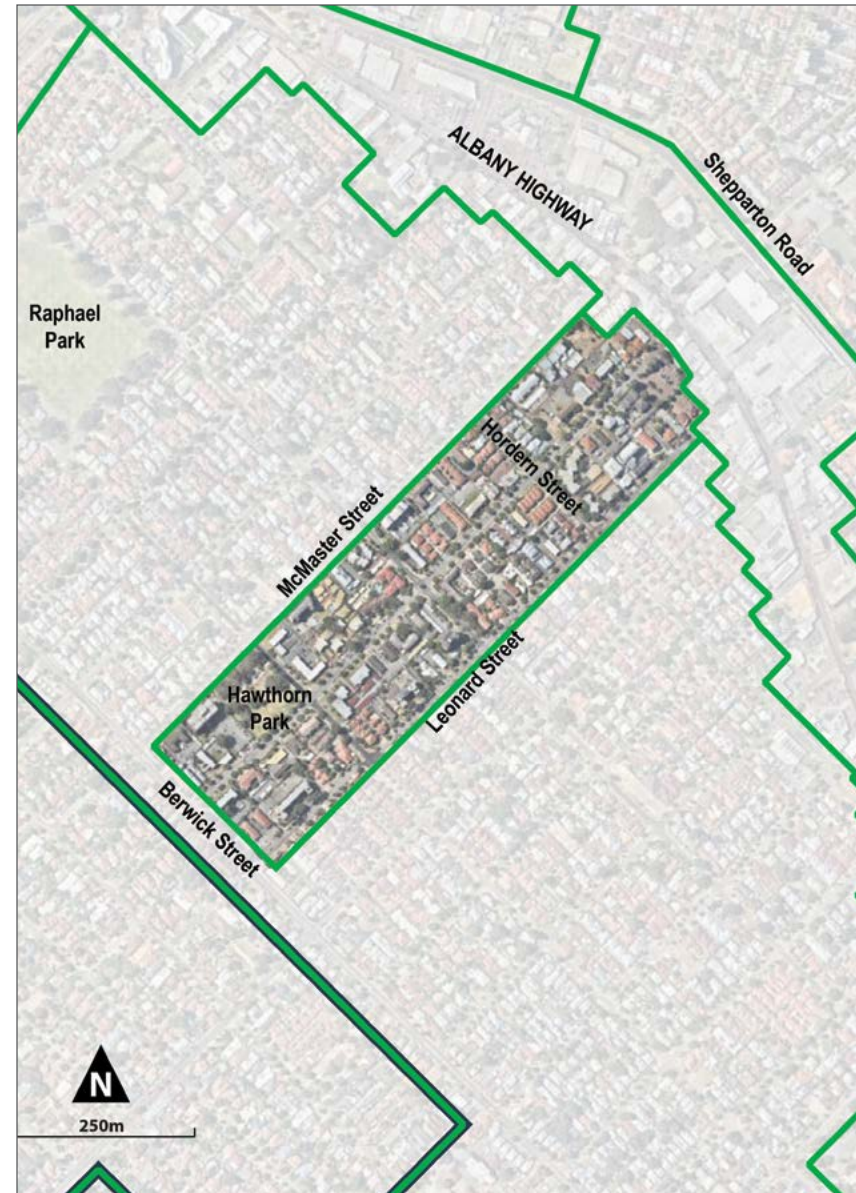 ALBANY HIGHWAY
Shepparton Road
Raphael
Park
Hordern Street
McMaster Street
Hawthorn
Park
Leonard Street
Berwick Street
N
250m